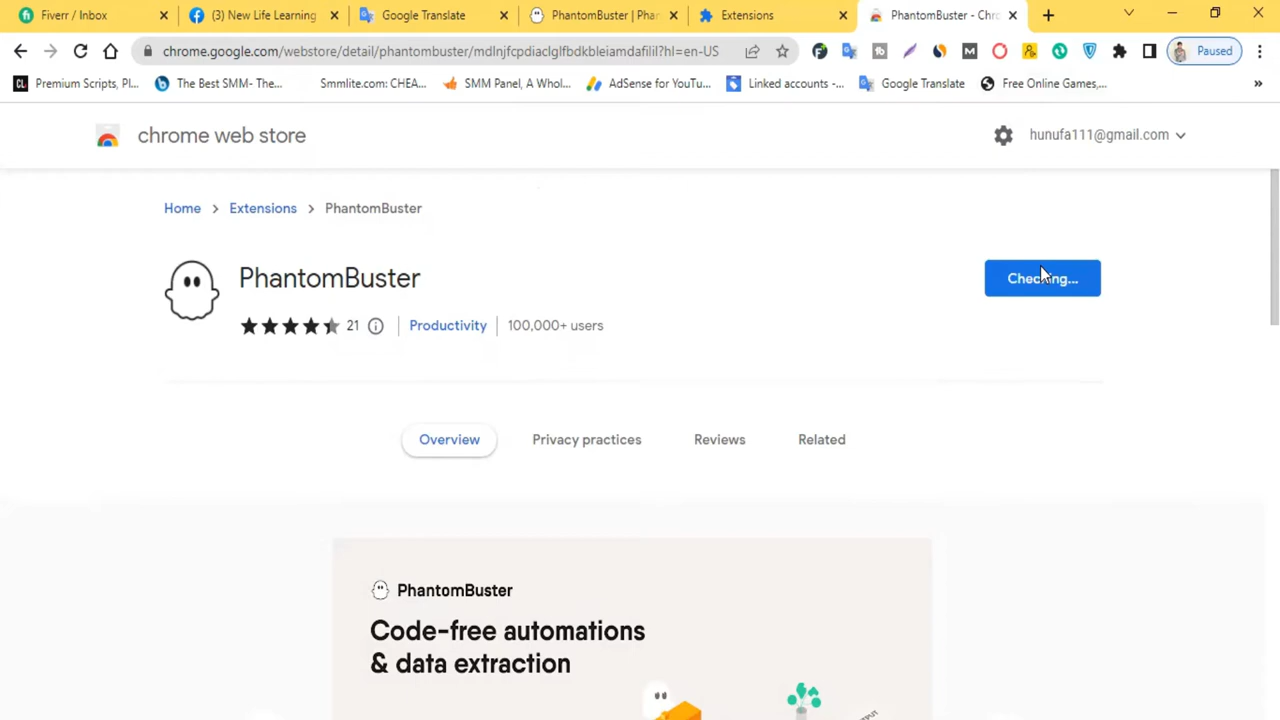 Fiverr / Inbox
(3) New Life Learning
Google Translate
PhantomBuster | Phan
Extensions
PhantomBuster - Chro
chrome.google.com/webstore/detail/phantombuster/mdlnjfcpdiaclglfbdkbleiamdafilil?hl=en-US
Paused
Premium Scripts, Pl...
The Best SMM- The...
Smmlite.com: CHEA...
SMM Panel, A Whol...
AdSense for YouTu...
Linked accounts -...
Google Translate
Free Online Games,...
chrome web store
hunufa111@gmail.com
Home > Extensions > PhantomBuster
PhantomBuster
Checking...
21
Productivity
100,000+ users
Overview
Privacy practices
Reviews
Related
PhantomBuster
Code-free automations
& data extraction